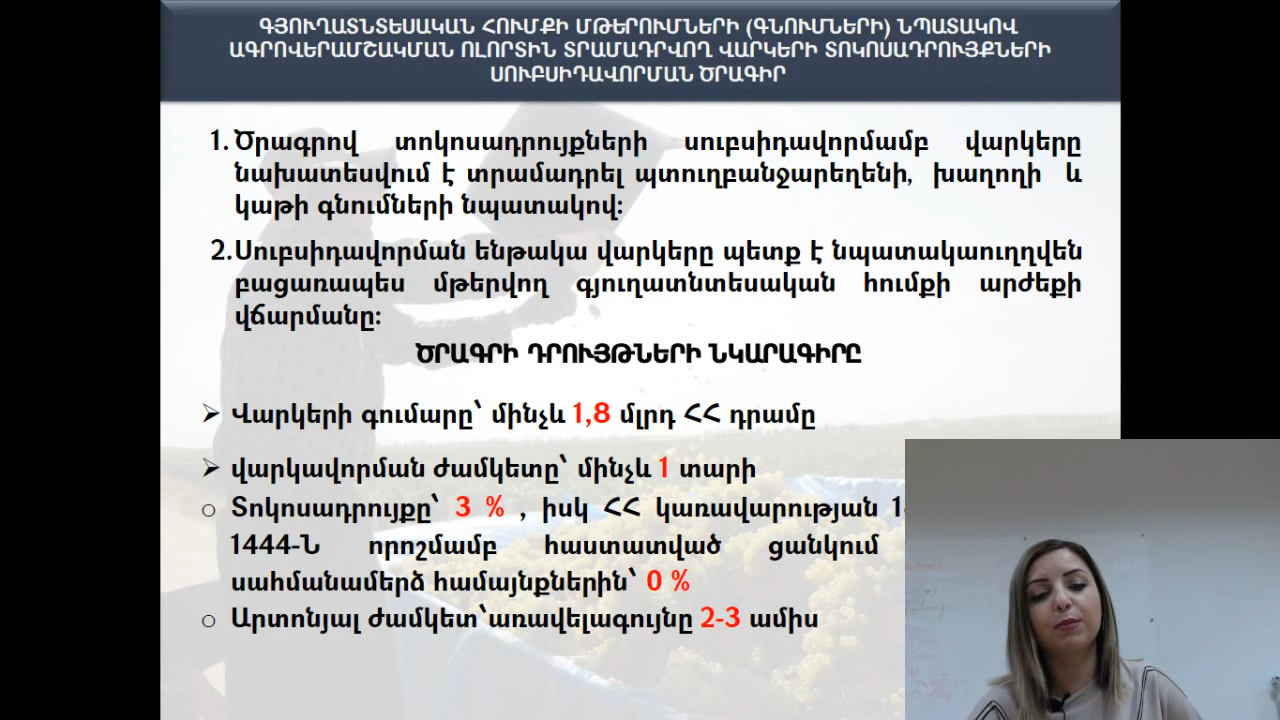 ԳՅՈՒՂԱՏՆՏԵՍԱԿԱՆ ՀՈՒՄՔԻ ՄԹԵՐՈՒՄՆԵՐԻ (ԳՆՈՒՄՆԵՐԻ) ՆՊԱՏԱԿՈՎ
ԱԳՐՈՎԵՐԱՄՇԱԿՄԱՆ ՈԼՈՐՏԻՆ ՏՐԱՄԱԴՐՎՈՂ ՎԱՐԿԵՐԻ ՏՈԿՈՍԱԴՐՈՒՅՔՆԵՐԻ
ՍՈՒԲՍԻԴԱՎՈՐՄԱՆ ԾՐԱԳԻՐ
1. Ծրագրով տոկոսադրույքների սուբսիդավորմամբ վարկերը
նախատեսվում է տրամադրել պտուղբանջարեղենի, խաղողի և
կաթի գնումների նպատակով:
2. Սուբսիդավորման ենթակա վարկերը պետք է նպատակաուղղվեն
բացառապես մթերվող գյուղատնտեսական հումքի արժեքի
վճարմանը:
ԾՐԱԳՐԻ ԴՐՈՒՅԹՆԵՐԻ ՆԿԱՐԱԳԻՐԸ
➢ Վարկերի գումարը՝ մինչև 1,8 մլրդ ՀՀ դրամը
➢ վարկավորման ժամկետը՝ մինչև 1 տարի
○ Տոկոսադրույքը՝ 3 % , իսկ ՀՀ կառավարության
1444-Ն որոշմամբ հաստատված ցանկում
սահմանամերձ համայնքներին՝ 0 %
○ Արտոնյալ ժամկետ՝առավելագույնը 2-3 ամիս